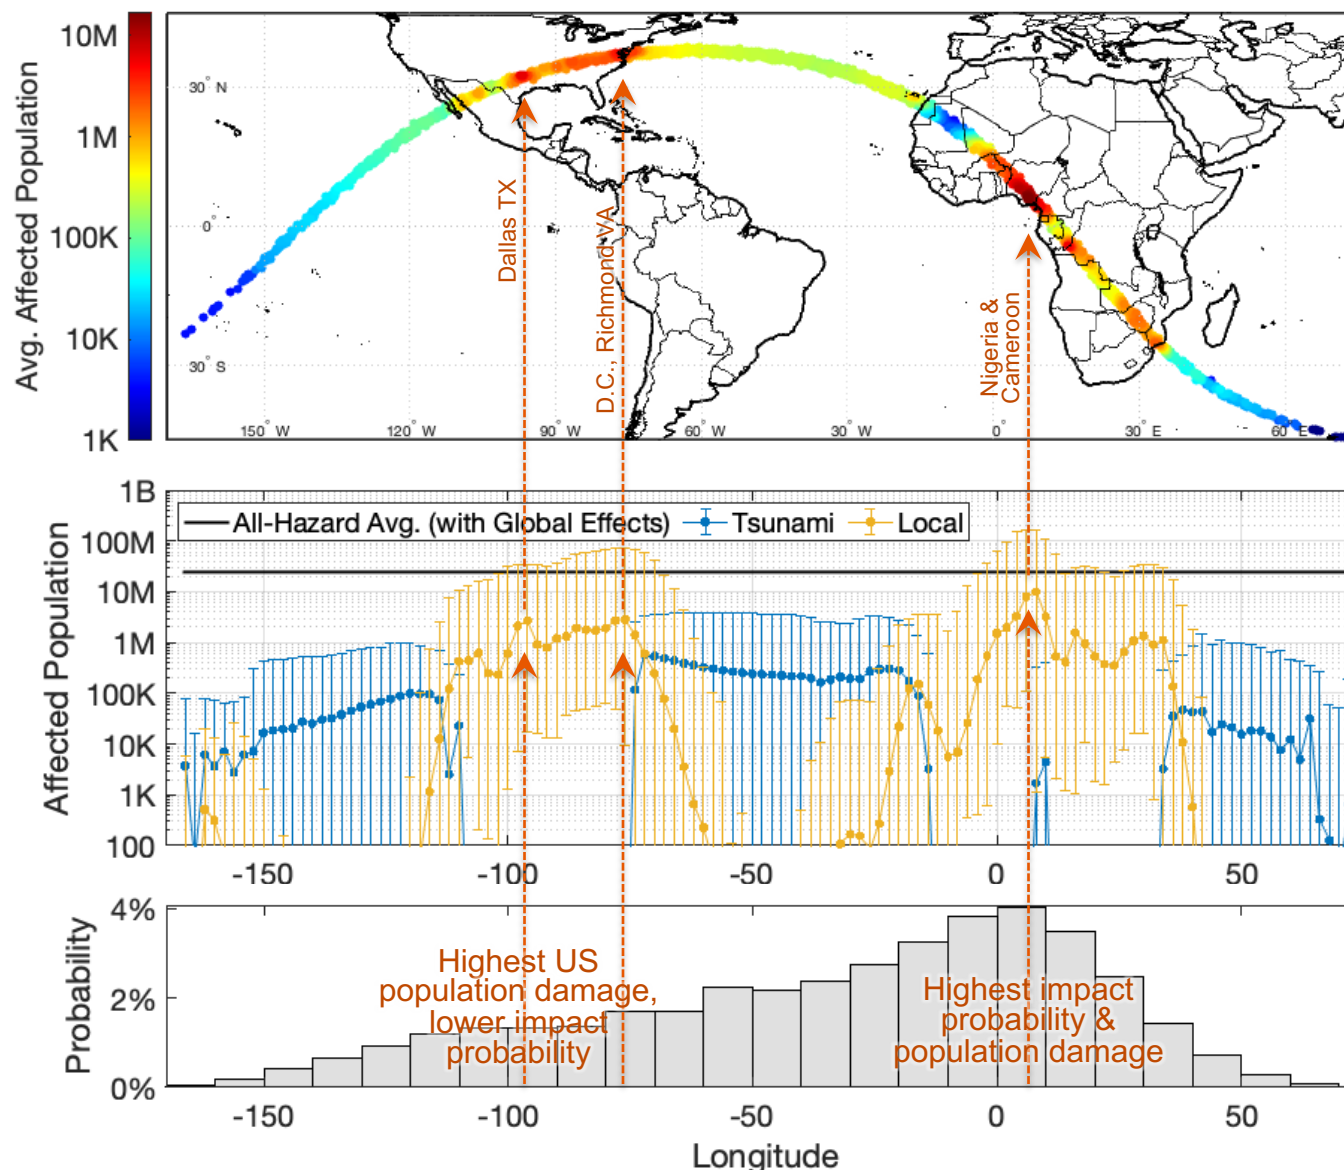 Avg. Affected Population
10M
1M
100K
10K
1K
30° N
0°
30° S
150° W
120° W
90° W
60° W
30° W
0°
30° E
60° E
Dallas TX
D.C., Richmond VA
Nigeria &
Cameroon
Affected Population
1B
100M
10M
1M
100K
10K
1K
100
All-Hazard Avg. (with Global Effects)
Tsunami
Local
-150
-100
-50
0
50
Probability
4%
2%
0%
Highest US
population damage,
lower impact
probability
Highest impact
probability &
population damage
-150
-100
-50
0
50
Longitude